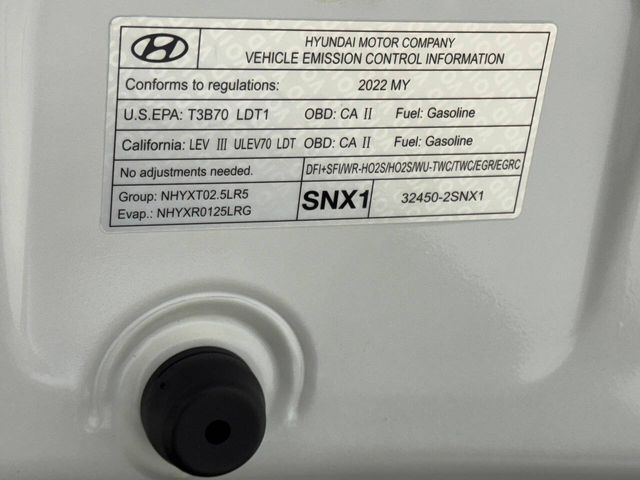 HYUNDAI MOTOR COMPANY
VEHICLE EMISSION CONTROL INFORMATION
Conforms to regulations: 2022 MY
U.S.EPA: T3B70 LDT1 OBD: CA II Fuel: Gasoline
California: LEV III ULEV70 LDT OBD: CA II Fuel: Gasoline
No adjustments needed. DFI+SFI/WR-HO2S/HO2S/WU-TWC/TWC/EGR/EGRC
Group: NHYXT02.5LR5
Evap.: NHYXR0125LRG
SNX1 32450-2SNX1